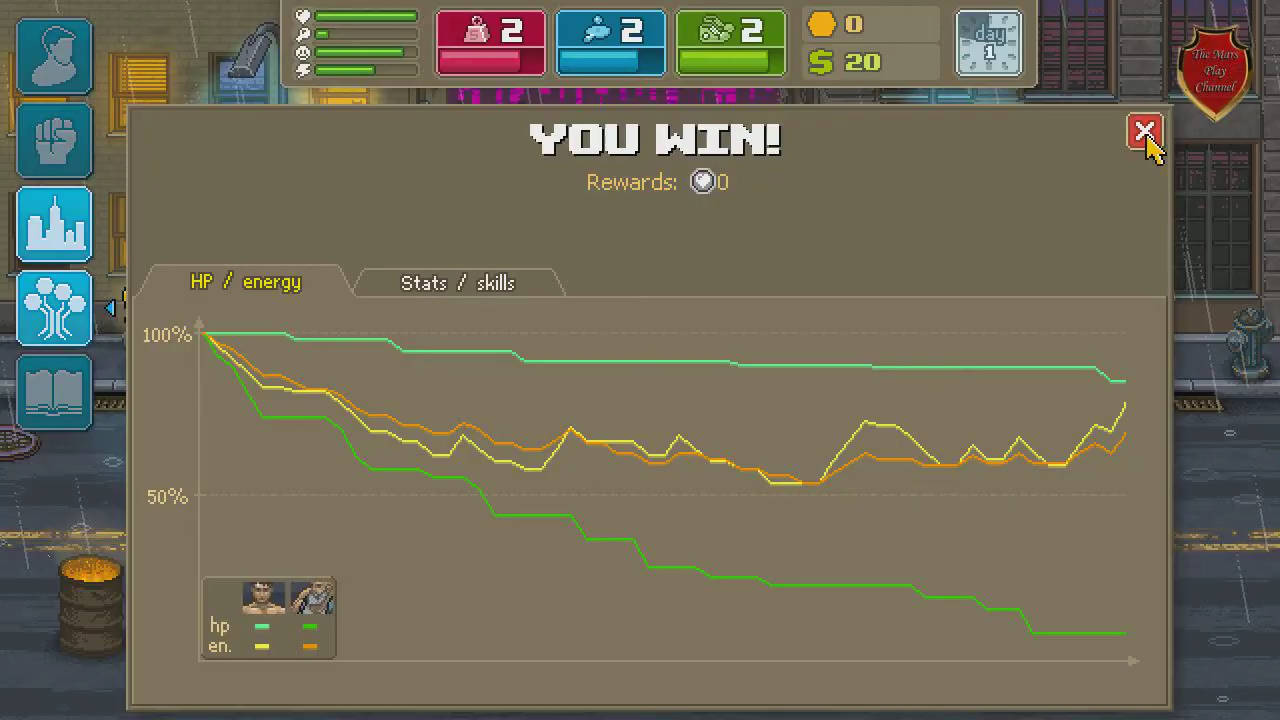 2
2
2
0
20
day
1
The Mars
Play
Channel
YOU WIN!
Rewards: 0
HP / energy
Stats / skills
100%
50%
hp
en.